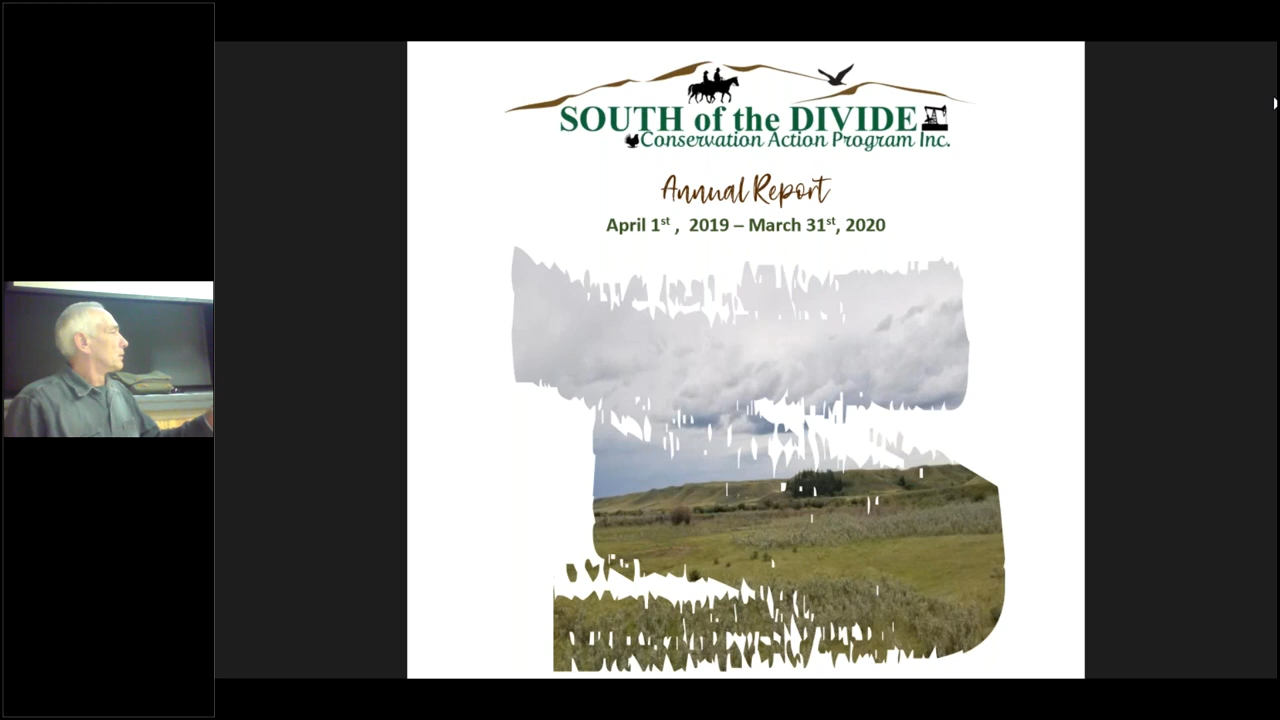 SOUTH of the DIVIDE
Conservation Action Program Inc.
Annual Report
April 1st , 2019 – March 31st, 2020